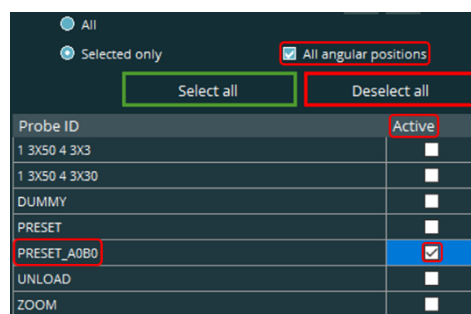 All
Selected only
All angular positions
Select all
Deselect all
Probe ID
Active
1 3X50 4 3X3
1 3X50 4 3X30
DUMMY
PRESET
PRESET_A0B0
UNLOAD
ZOOM